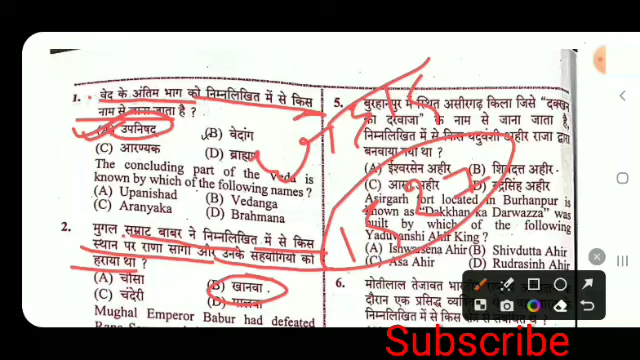 1. वेद के अंतिम भाग को निम्नलिखित में से किस
नाम से जाना जाता है ?
उपनिषद (B) वेदांग
(C) आरण्यक (D) ब्राह्मण
The concluding part of the Veda is
known by which of the following names ?
(A) Upanishad (B) Vedanga
(C) Aranyaka (D) Brahmana
2. मुगल सम्राट बाबर ने निम्नलिखित में से किस
स्थान पर राणा सांगा और उनके सहयोगियों को
हराया था ?
(A) चौसा (B) खानवा
(C) चंदेरी (D) मालवा
Mughal Emperor Babur had defeated
5. बुरहानपुर में स्थित असीरगढ़ किला जिसे "दक्खन
का दरवाजा" के नाम से जाना जाता है,
निम्नलिखित में से किस यदुवंशी अहीर राजा द्वारा
बनवाया गया था ?
(A) ईश्वरसेन अहीर (B) शिवदत्त अहीर
(C) आसा अहीर (D) रुद्रसिंह अहीर
Asirgarh fort located in Burhanpur is
known as "Dakkhan ka Darwazza" was
built by which of the following
Yaduvanshi Ahir King ?
(A) Ishwarsena Ahir (B) Shivdutta Ahir
(C) Asa Ahir (D) Rudrasinh Ahir
6. मोतीलाल तेजावत
दौरान एक प्रसिद्ध
निम्नलिखित में से किस
1527
Subscribe